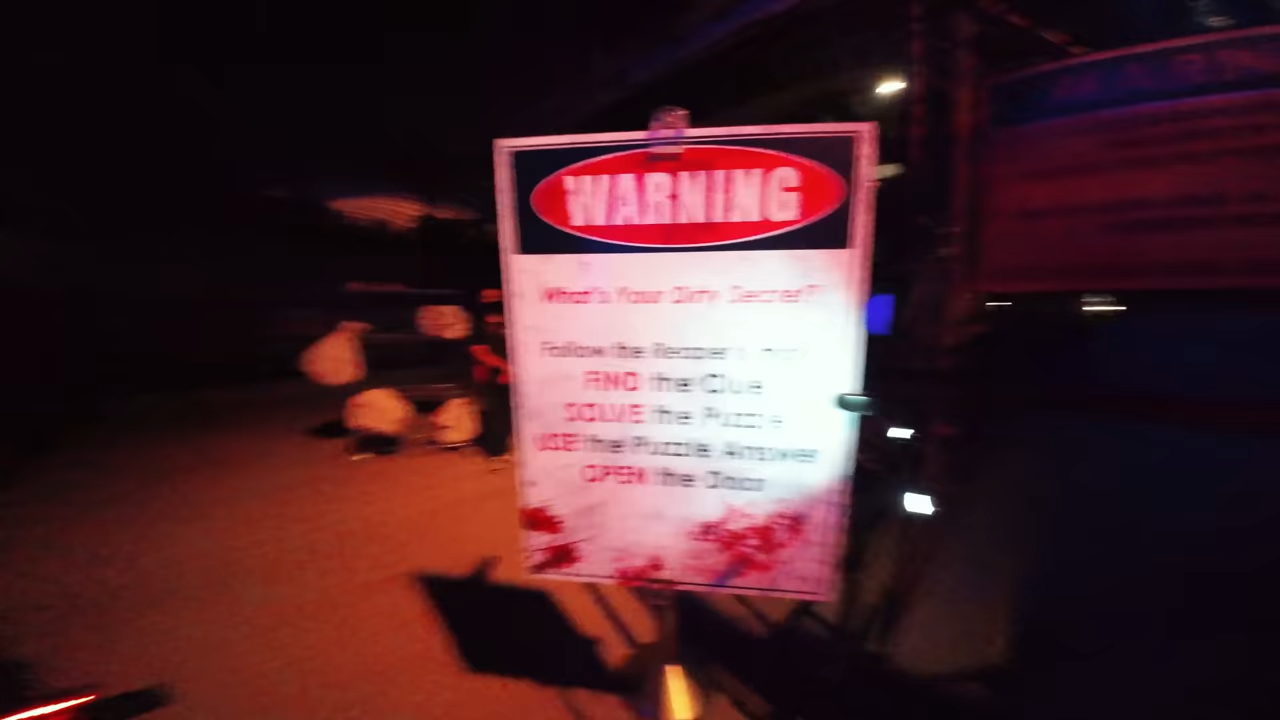 WARNING
What's Your Dirty Secret?
Follow the Reaper's
FIND the Clue
SOLVE the Puzzle
USE the Puzzle Answer
OPEN the Door